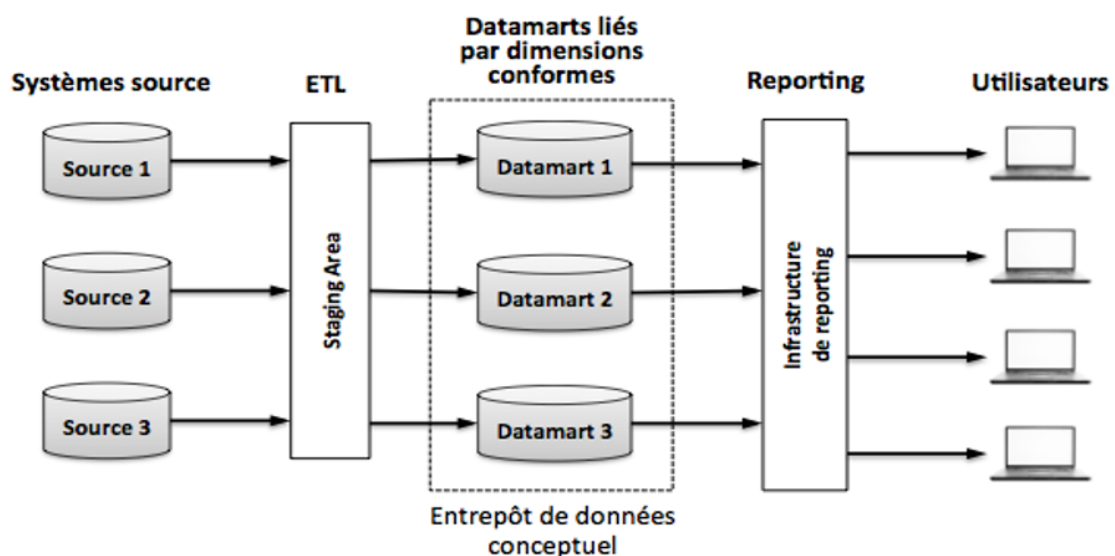 Datamarts liés
par dimensions
conformes
Systèmes source
ETL
Reporting
Utilisateurs
Source 1
Source 2
Source 3
Staging Area
Datamart 1
Datamart 2
Datamart 3
Infrastructure
de reporting
Entrepôt de données
conceptuel